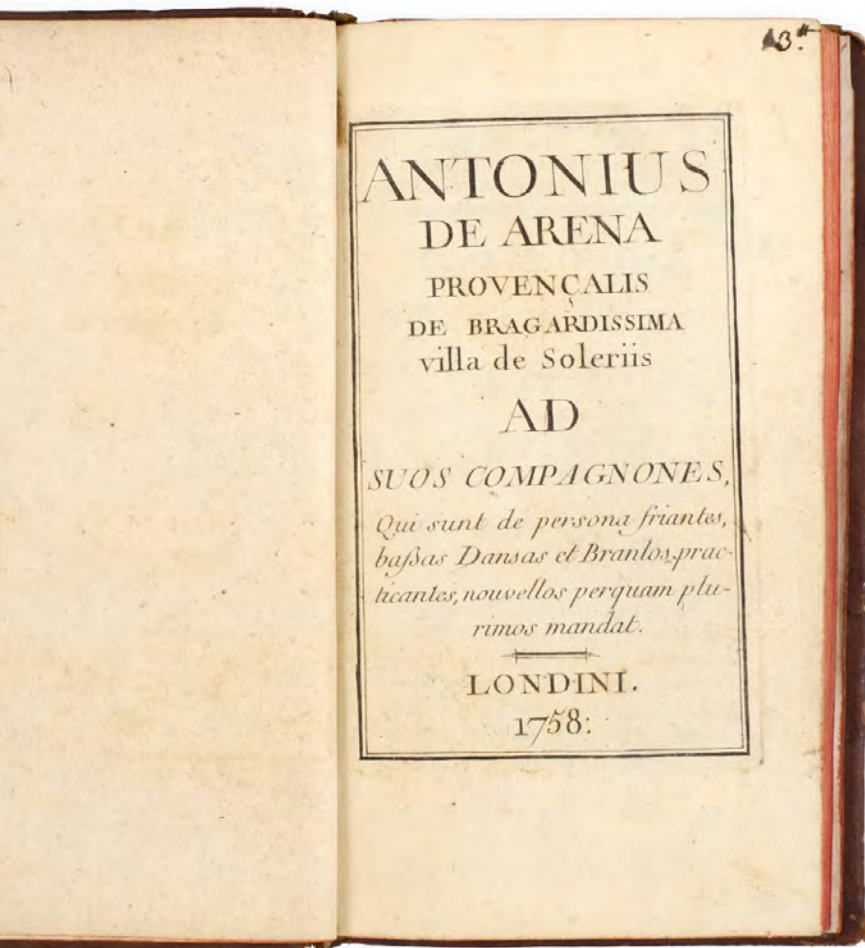 ANTONIUS
DE ARENA
PROVENÇALIS
DE BRAGARDISSIMA
villa de Soleriis
AD
SUOS COMPAGNONES,
Qui sunt de persona friantes,
baſsas Dansas et Branlos, prac-
ticantes, nouvellos perquam plu-
rimos mandat.
LONDINI.
1758: